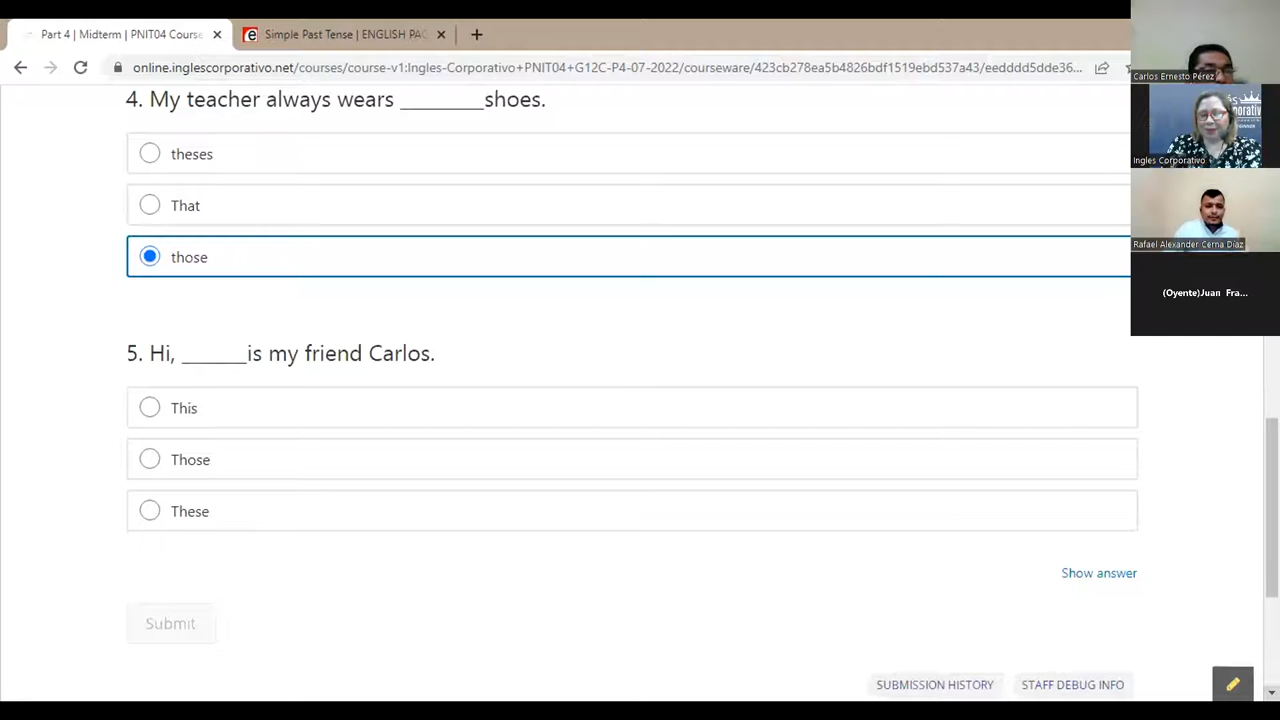 Part 4 | Midterm | PNIT04 Course
Simple Past Tense | ENGLISH PAG
online.inglescorporativo.net/courses/course-v1:Ingles-Corporativo+PNIT04+G12C-P4-07-2022/courseware/423cb278ea5b4826bdf1519ebd537a43/eedddd5dde36...
4. My teacher always wears ________shoes.
theses
That
those
5. Hi, ______is my friend Carlos.
This
Those
These
Show answer
Submit
SUBMISSION HISTORY
STAFF DEBUG INFO
Carlos Ernesto Pérez
Ingles Corporativo
Rafael Alexander Cerna Díaz
(Oyente)Juan Fra...